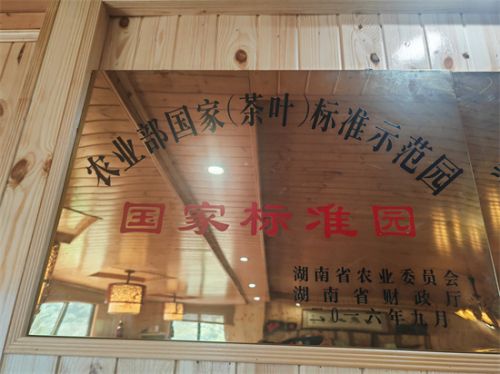 农业部国家(茶叶)标准示范园
国家标准园
湖南省农业委员会
湖南省财政厅
二〇一六年九月